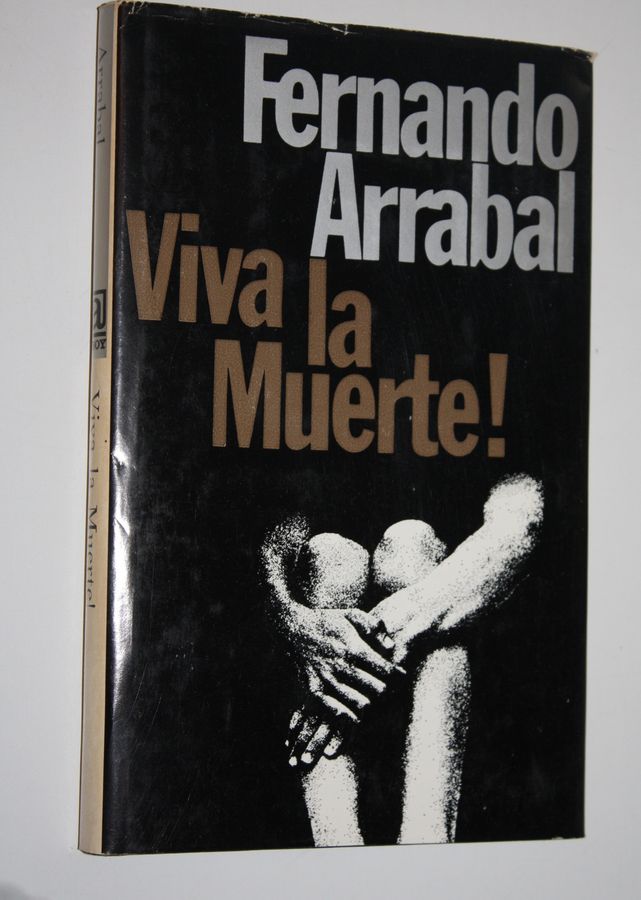 Fernando
Arrabal
Viva la
Muerte!
Arrabal
Viva la Muerte!